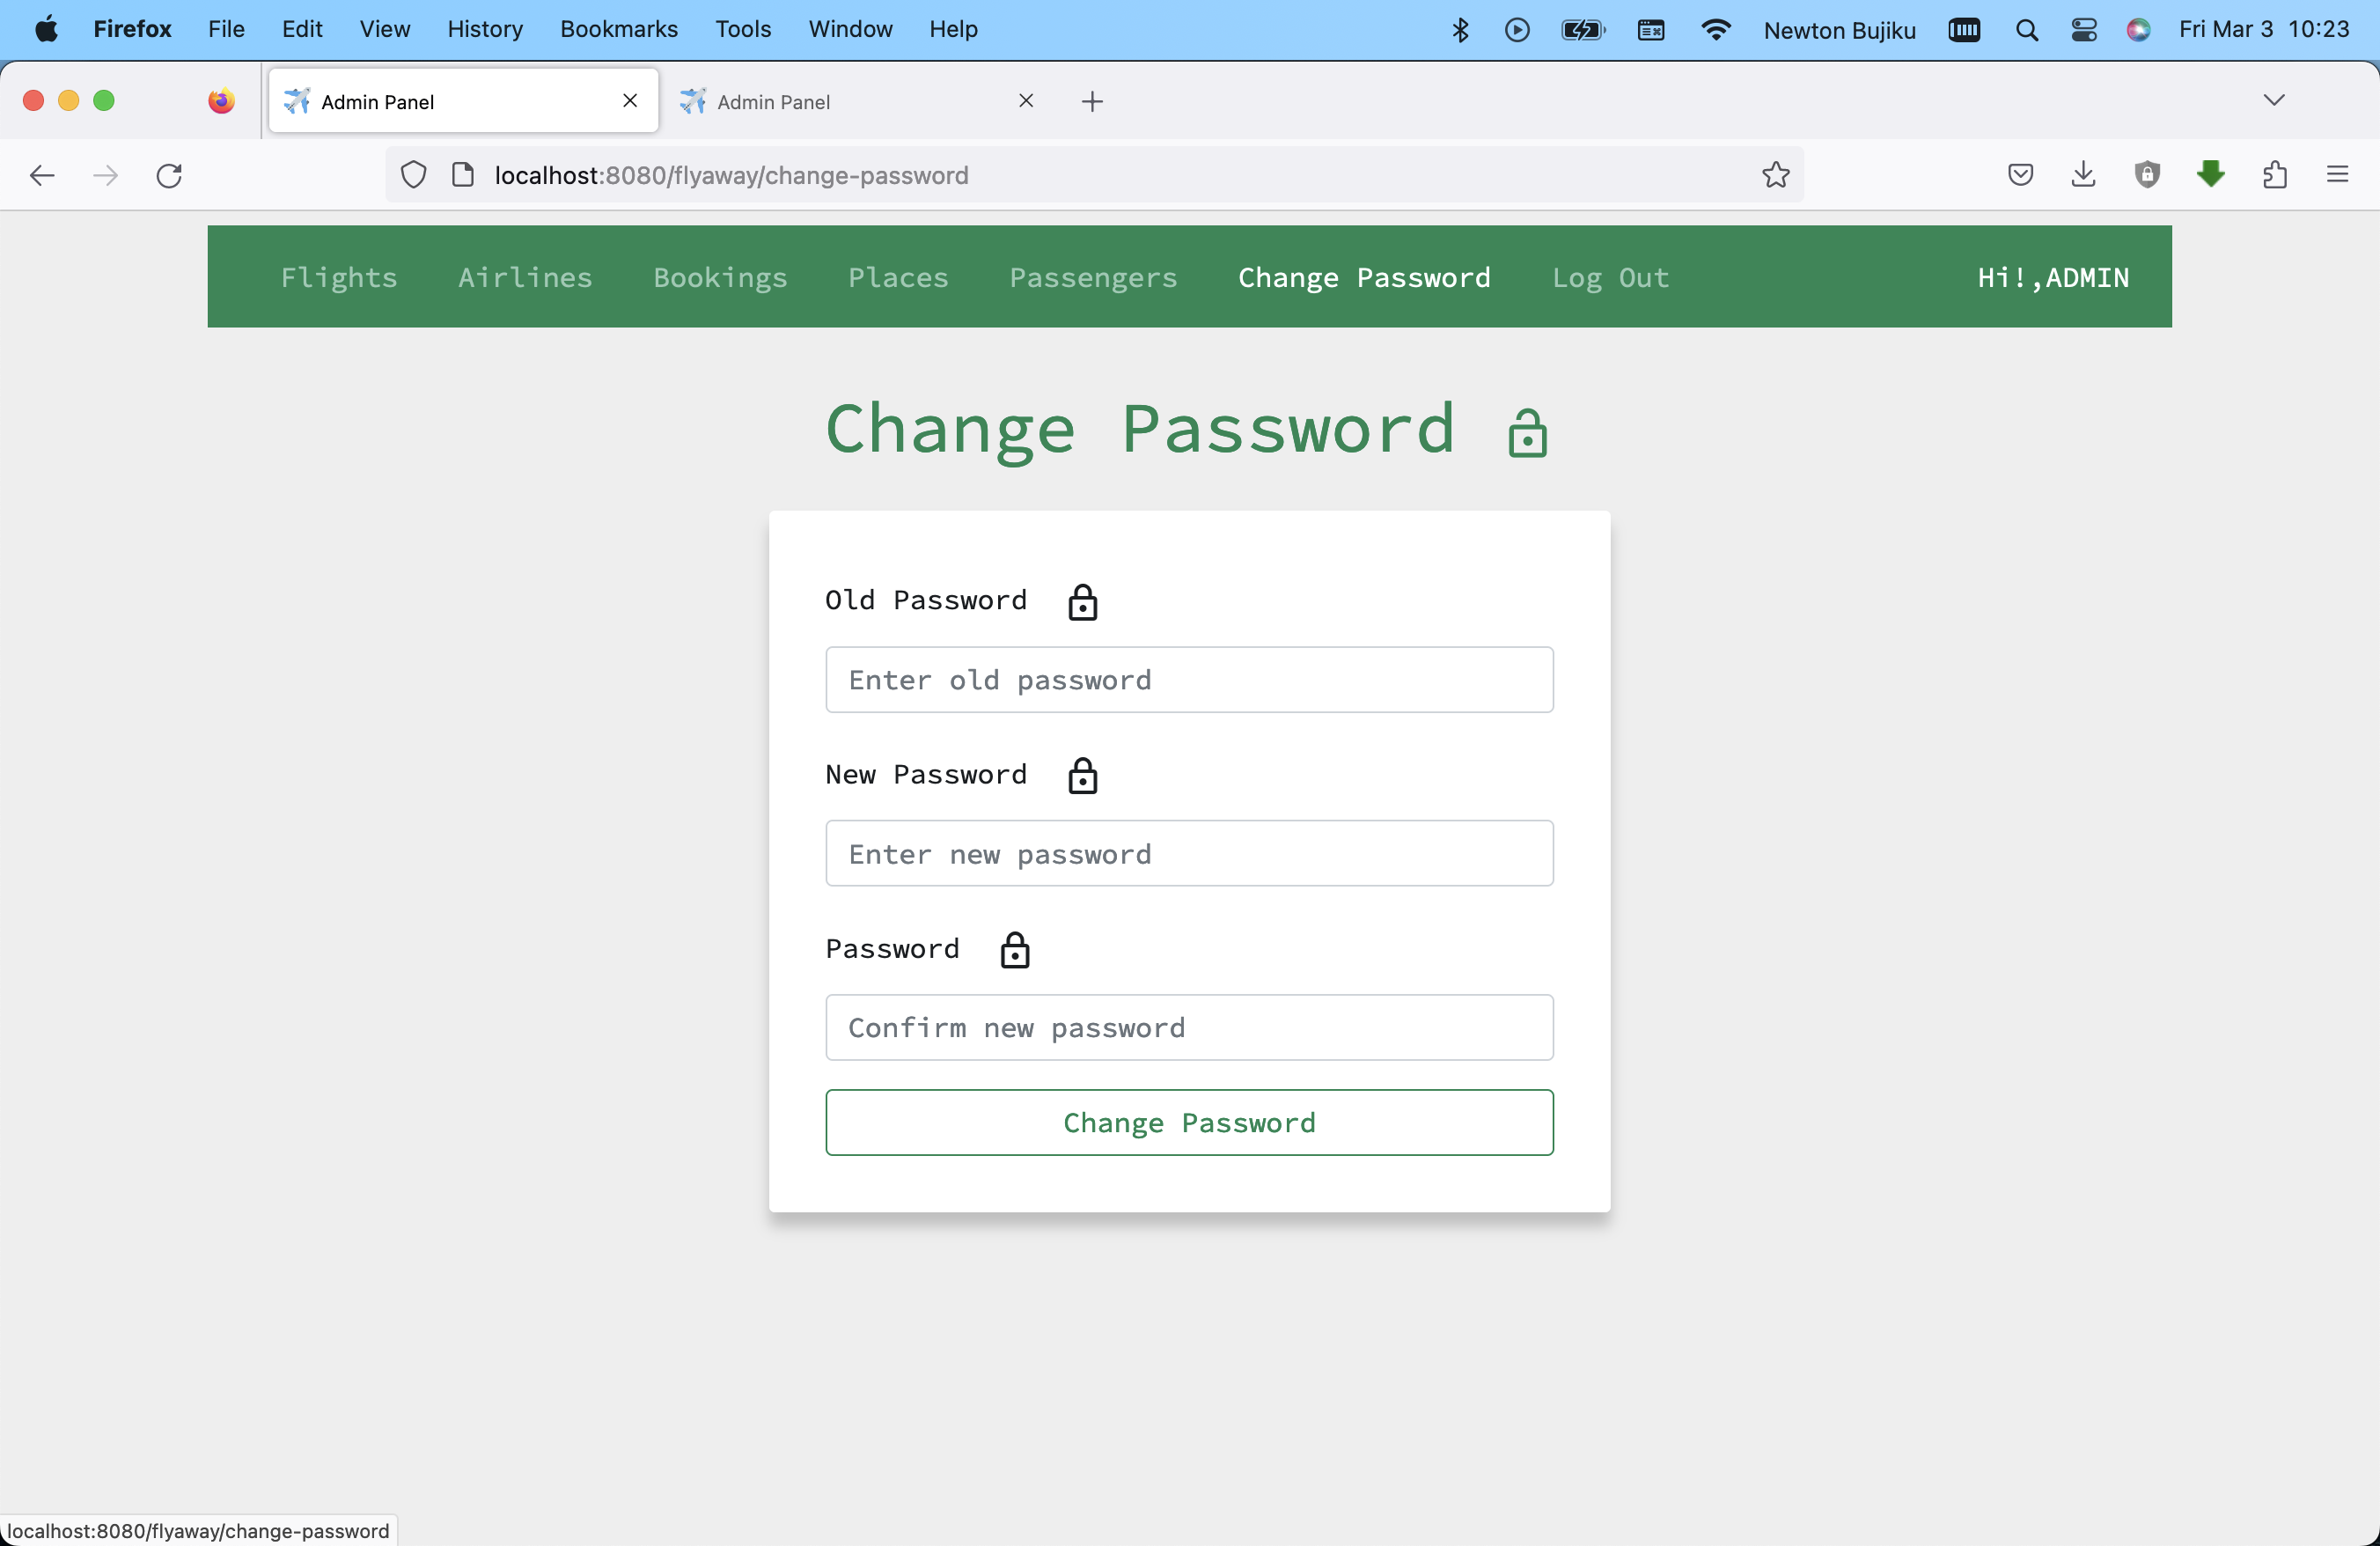 Firefox File Edit View History Bookmarks Tools Window Help Newton Bujiku Fri Mar 3 10:23
Admin Panel Admin Panel
localhost:8080/flyaway/change-password
Flights Airlines Bookings Places Passengers Change Password Log Out Hi!,ADMIN
Change Password
Old Password
Enter old password
New Password
Enter new password
Password
Confirm new password
Change Password
localhost:8080/flyaway/change-password